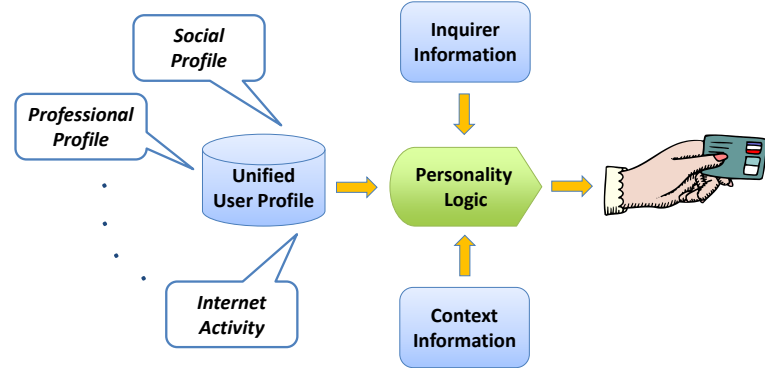 Social
Profile
Professional
Profile
Unified
User Profile
Internet
Activity
Inquirer
Information
Personality
Logic
Context
Information